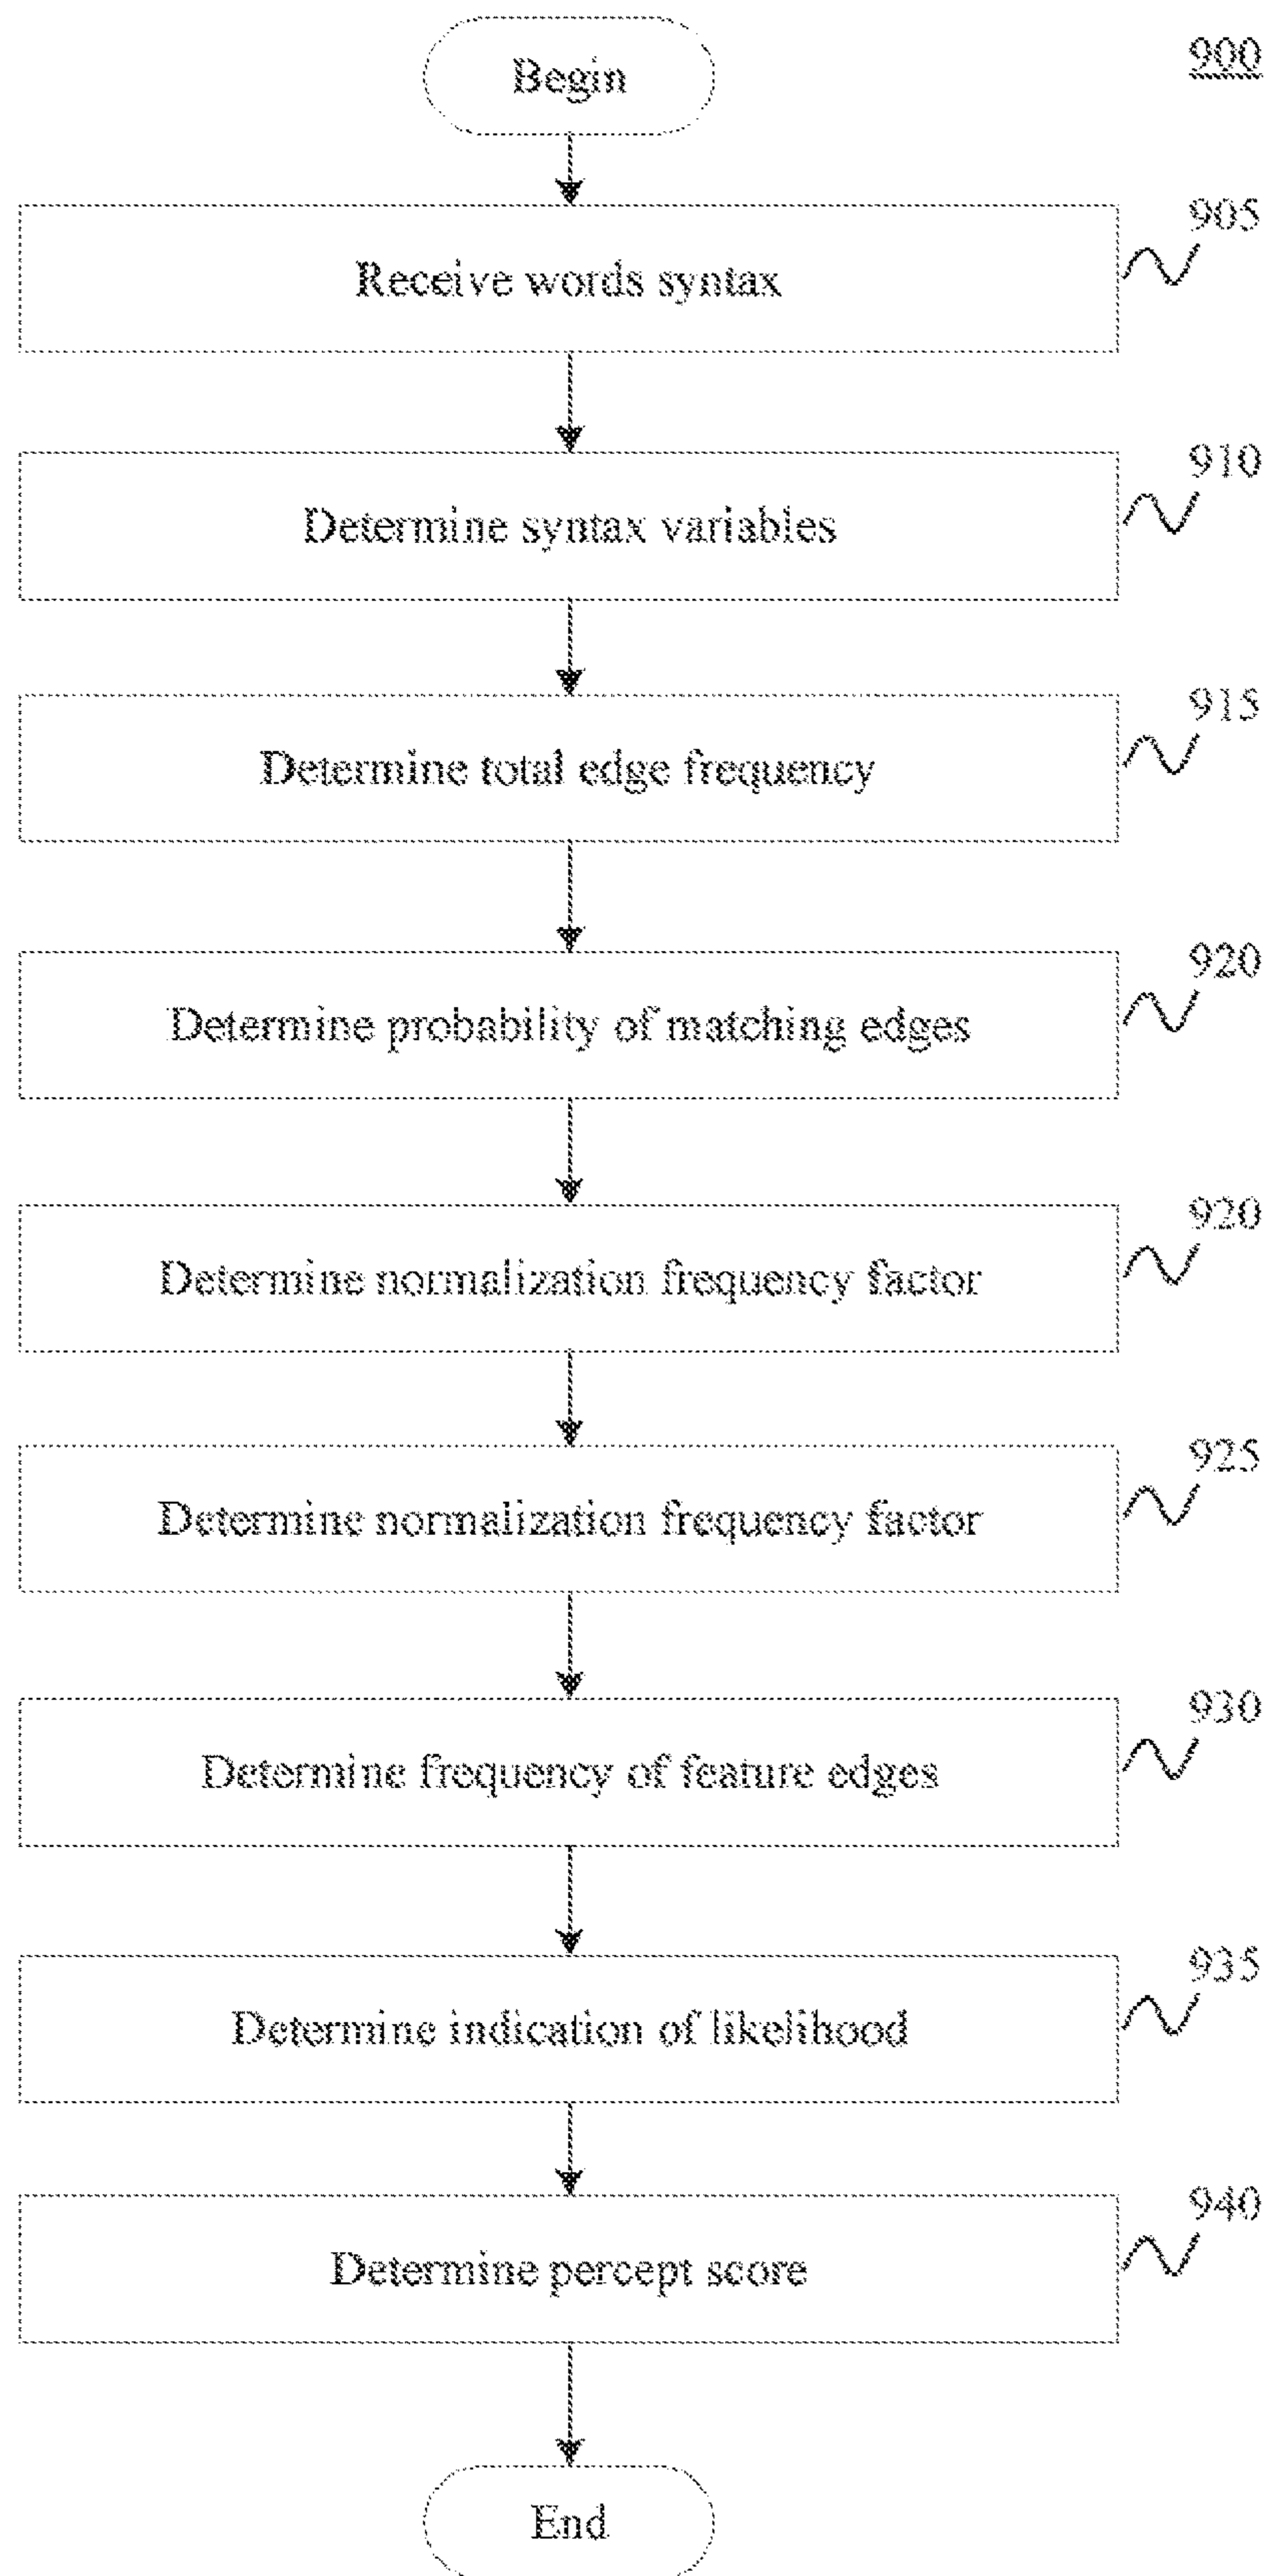 Begin
900
905
Receive words syntax
910
Determine syntax variables
915
Determine total edge frequency
920
Determine probability of matching edges
920
Determine normalization frequency factor
925
Determine normalization frequency factor
930
Determine frequency of feature edges
935
Determine indication of likelihood
940
Determine percept score
End